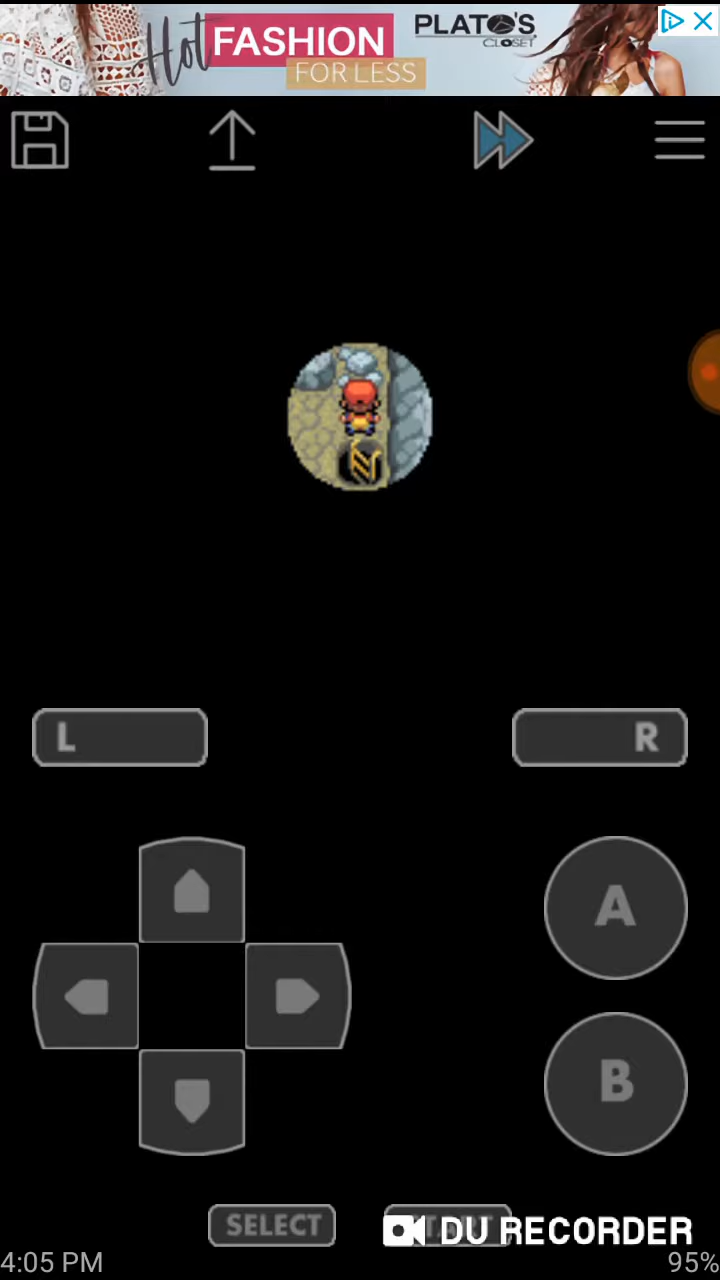 Hot FASHION
FOR LESS
PLATO'S
CLOSET
L
R
A
B
SELECT
DU RECORDER
4:05 PM
95%